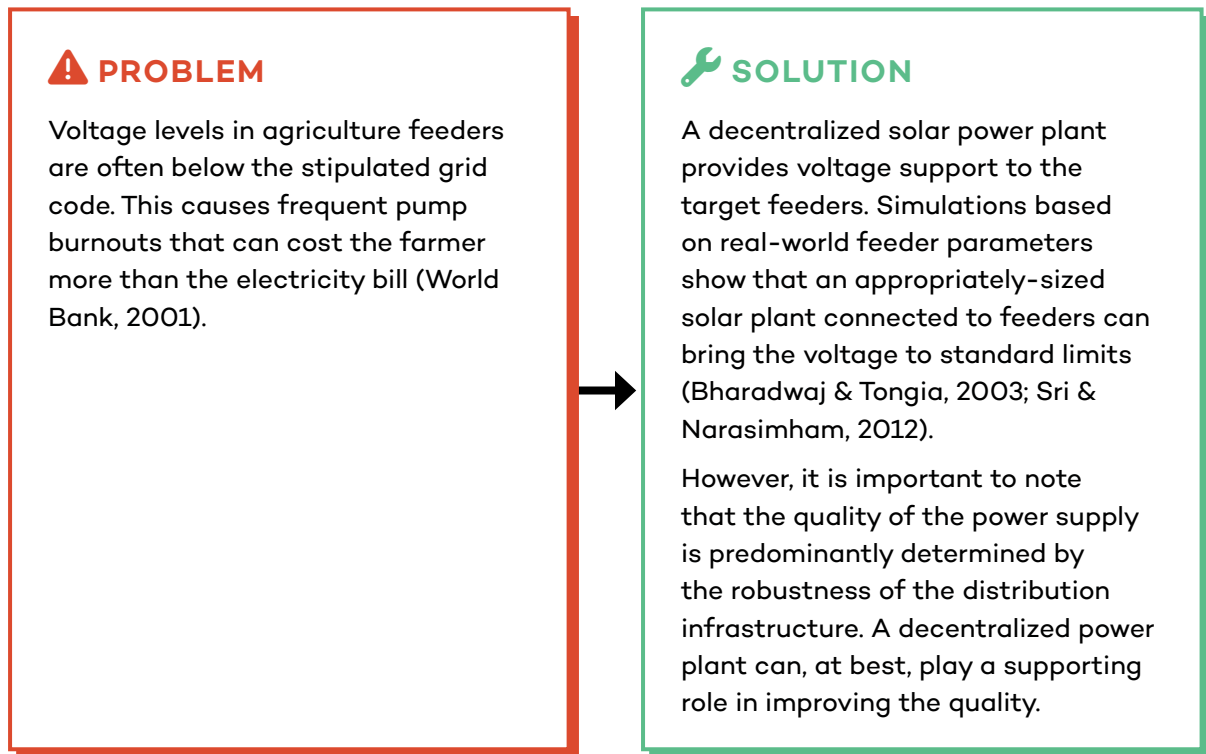 PROBLEM
Voltage levels in agriculture feeders
are often below the stipulated grid
code. This causes frequent pump
burnouts that can cost the farmer
more than the electricity bill (World
Bank, 2001).
SOLUTION
A decentralized solar power plant
provides voltage support to the
target feeders. Simulations based
on real-world feeder parameters
show that an appropriately-sized
solar plant connected to feeders can
bring the voltage to standard limits
(Bharadwaj & Tongia, 2003; Sri &
Narasimham, 2012).
However, it is important to note
that the quality of the power supply
is predominantly determined by
the robustness of the distribution
infrastructure. A decentralized power
plant can, at best, play a supporting
role in improving the quality.